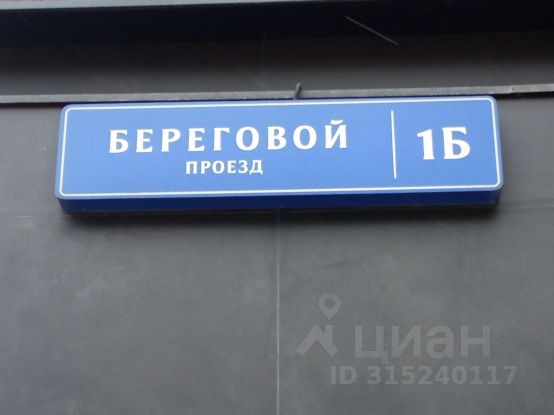 БЕРЕГОВОЙ
ПРОЕЗД
1Б
циан
ID 315240117